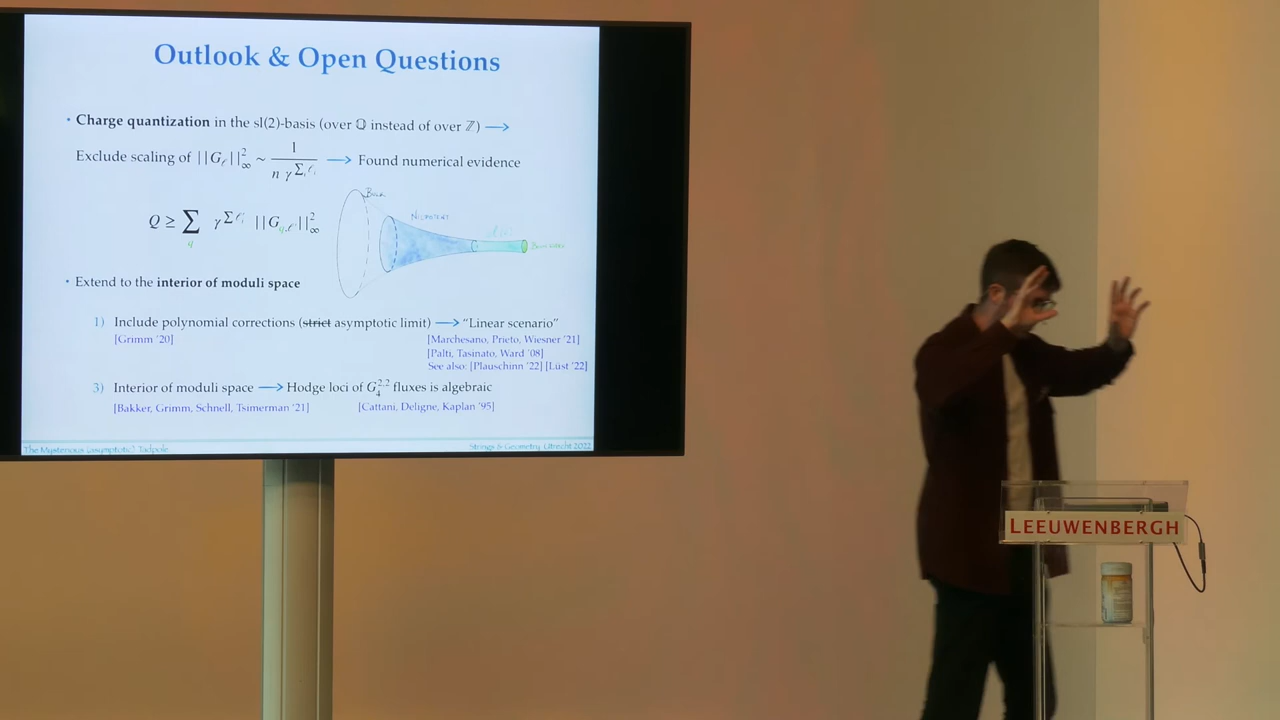 Outlook & Open Questions
• Charge quantization in the sl(2)-basis (over ℚ instead of over ℤ) →
Exclude scaling of ||G_ℓ||²_∞ ~ 1 / (n γ^{Σ_i ℓ_i}) → Found numerical evidence
Q ≥ Σ_q γ^{Σ ℓ_i} ||G_{q,ℓ}||²_∞
NILPOTENT
• Extend to the interior of moduli space
1) Include polynomial corrections (strict asymptotic limit) → “Linear scenario”
[Grimm ‘20] [Marchesano, Prieto, Wiesner ‘21]
[Palti, Tasinato, Ward ‘08]
See also: [Plauschinn ‘22] [Lust ‘22]
3) Interior of moduli space → Hodge loci of G₄^{2,2} fluxes is algebraic
[Bakker, Grimm, Schnell, Tsimerman ‘21] [Cattani, Deligne, Kaplan ‘95]
The Mysterious (asymptotic) Tadpole Strings & Geometry Utrecht 2022
LEEUWENBERGH